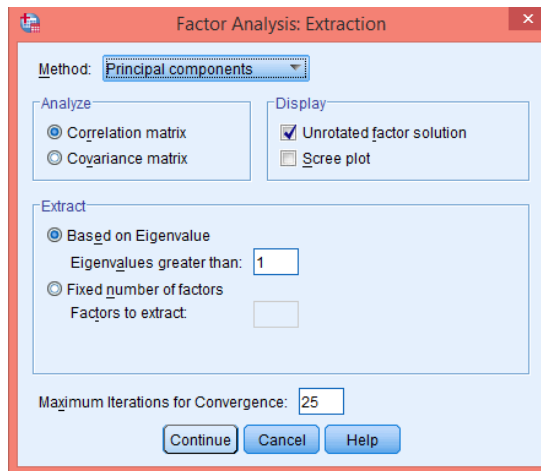 Factor Analysis: Extraction
Method: Principal components
Analyze
Correlation matrix
Covariance matrix
Display
Unrotated factor solution
Scree plot
Extract
Based on Eigenvalue
Eigenvalues greater than: 1
Fixed number of factors
Factors to extract:
Maximum Iterations for Convergence: 25
Continue Cancel Help